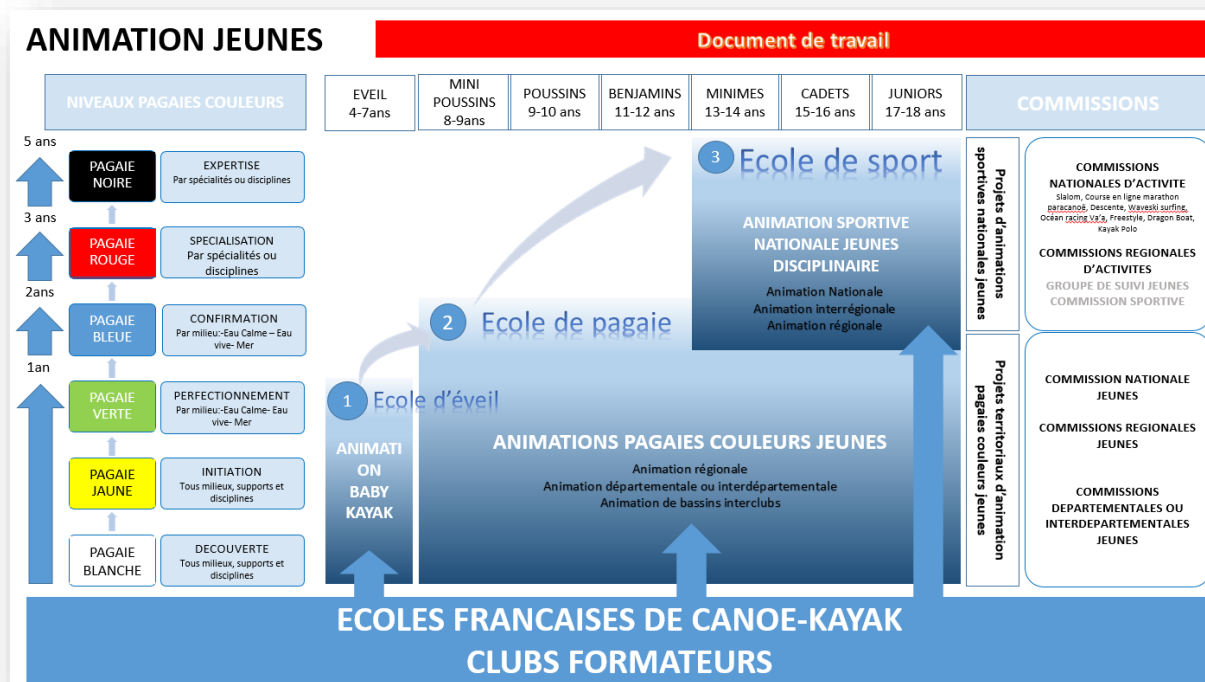 ANIMATION JEUNES
Document de travail
NIVEAUX PAGAIES COULEURS
EVEIL
4-7ans
MINI
POUSSINS
8-9ans
POUSSINS
9-10 ans
BENJAMINS
11-12 ans
MINIMES
13-14 ans
CADETS
15-16 ans
JUNIORS
17-18 ans
COMMISSIONS
5 ans
PAGAIE
NOIRE
EXPERTISE
Par spécialités ou disciplines
3 ans
PAGAIE
ROUGE
SPECIALISATION
Par spécialités ou
disciplines
2ans
PAGAIE
BLEUE
CONFIRMATION
Par milieu:-Eau Calme – Eau
vive- Mer
1an
PAGAIE
VERTE
PERFECTIONNEMENT
Par milieu:-Eau Calme- Eau
vive- Mer
PAGAIE
JAUNE
INITIATION
Tous milieux, supports et
disciplines
PAGAIE
BLANCHE
DECOUVERTE
Tous milieux, supports et
disciplines
1 Ecole d'éveil
ANIMATI
ON
BABY
KAYAK
2 Ecole de pagaie
ANIMATIONS PAGAIES COULEURS JEUNES
Animation régionale
Animation départementale ou interdépartementale
Animation de bassins interclubs
3 Ecole de sport
ANIMATION SPORTIVE
NATIONALE JEUNES
DISCIPLINAIRE
Animation Nationale
Animation interrégionale
Animation régionale
Projets d'animations
sportives nationales jeunes
COMMISSIONS
NATIONALES D'ACTIVITE
Slalom, Course en ligne marathon
paracanoë, Descente, Waveski surfing,
Océan racing Va'a, Freestyle, Dragon Boat,
Kayak Polo
COMMISSIONS REGIONALES
D'ACTIVITES
GROUPE DE SUIVI JEUNES
COMMISSION SPORTIVE
Projets territoriaux d'animation
pagaies couleurs jeunes
COMMISSION NATIONALE
JEUNES
COMMISSIONS REGIONALES
JEUNES
COMMISSIONS
DEPARTEMENTALES OU
INTERDEPARTEMENTALES
JEUNES
ECOLES FRANCAISES DE CANOE-KAYAK
CLUBS FORMATEURS